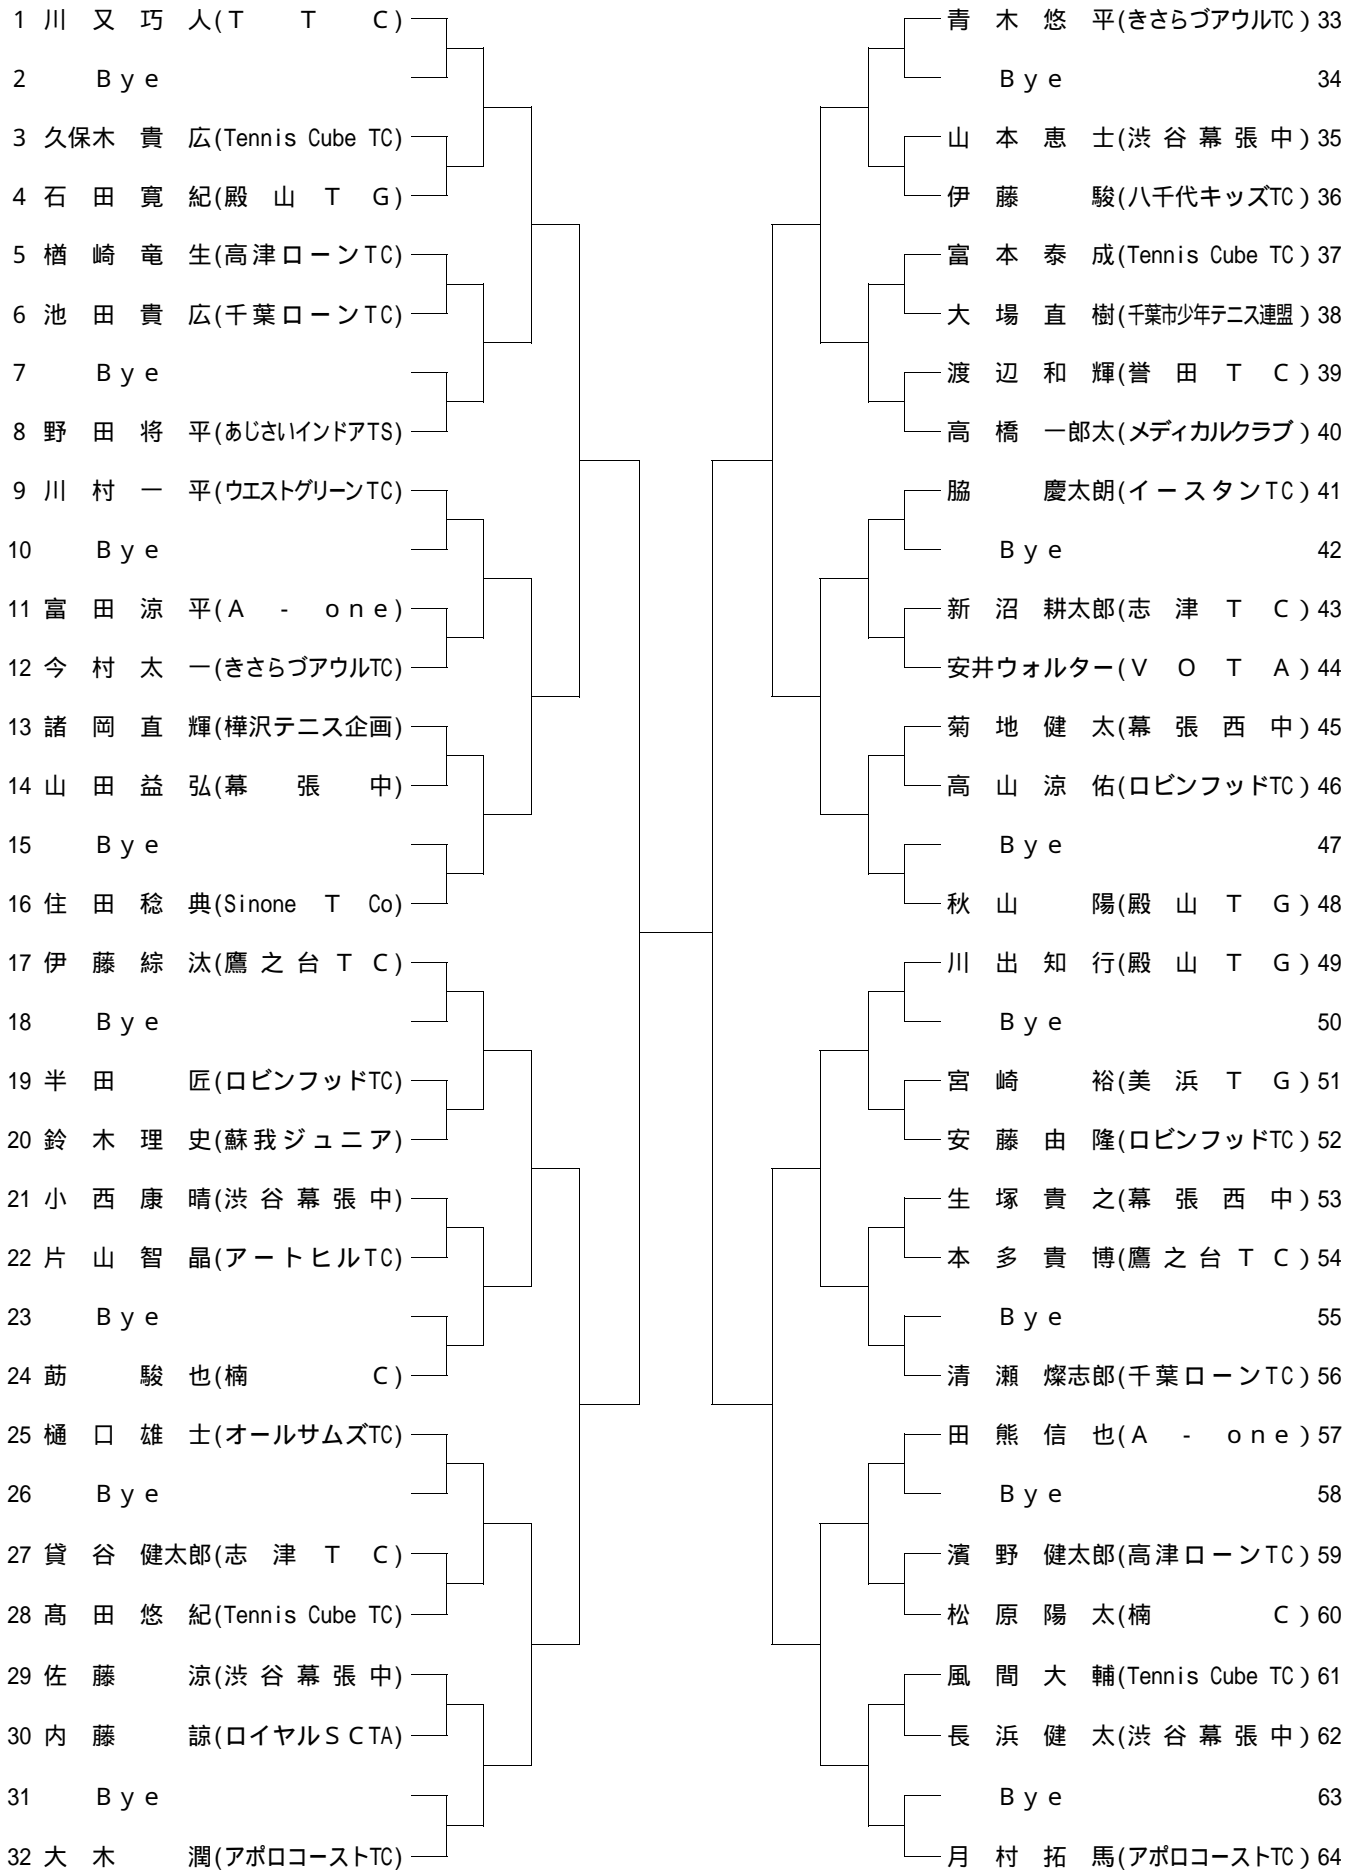 1 川 又 巧 人(T T C)
2 Bye
3 久保木 貴 広(Tennis Cube TC)
4 石 田 寛 紀(殿 山 T G)
5 楢 崎 竜 生(高津ローンTC)
6 池 田 貴 広(千葉ローンTC)
7 Bye
8 野 田 将 平(あじさいインドアTS)
9 川 村 一 平(ウエストグリーンTC)
10 Bye
11 富 田 涼 平(A - one)
12 今 村 太 一(きさらづアウルTC)
13 諸 岡 直 輝(樺沢テニス企画)
14 山 田 益 弘(幕 張 中)
15 Bye
16 住 田 稔 典(Sinone T Co)
17 伊 藤 綜 汰(鷹之台TC)
18 Bye
19 半 田 匠(ロビンフッドTC)
20 鈴 木 理 史(蘇我ジュニア)
21 小 西 康 晴(渋谷幕張中)
22 片 山 智 晶(アートヒルTC)
23 Bye
24 莇 駿 也(楠 C)
25 樋 口 雄 士(オールサムズTC)
26 Bye
27 貸 谷 健太郎(志 津 T C)
28 髙 田 悠 紀(Tennis Cube TC)
29 佐 藤 涼(渋谷幕張中)
30 内 藤 諒(ロイヤルSCTA)
31 Bye
32 大 木 潤(アポロコーストTC)
青 木 悠 平(きさらづアウルTC) 33
Bye 34
山 本 恵 士(渋谷幕張中) 35
伊 藤 駿(八千代キッズTC) 36
富 本 泰 成(Tennis Cube TC) 37
大 場 直 樹(千葉市少年テニス連盟) 38
渡 辺 和 輝(誉 田 T C) 39
高 橋 一郎太(メディカルクラブ) 40
脇 慶太朗(イースタンTC) 41
Bye 42
新 沼 耕太郎(志 津 T C) 43
安井ウォルター(V O T A) 44
菊 地 健 太(幕 張 西 中) 45
高 山 涼 佑(ロビンフッドTC) 46
Bye 47
秋 山 陽(殿 山 T G) 48
川 出 知 行(殿 山 T G) 49
Bye 50
宮 崎 裕(美 浜 T G) 51
安 藤 由 隆(ロビンフッドTC) 52
生 塚 貴 之(幕 張 西 中) 53
本 多 貴 博(鷹之台TC) 54
Bye 55
清 瀬 燦志郎(千葉ローンTC) 56
田 熊 信 也(A - one) 57
Bye 58
濱 野 健太郎(高津ローンTC) 59
松 原 陽 太(楠 C) 60
風 間 大 輔(Tennis Cube TC) 61
長 浜 健 太(渋谷幕張中) 62
Bye 63
月 村 拓 馬(アポロコーストTC) 64